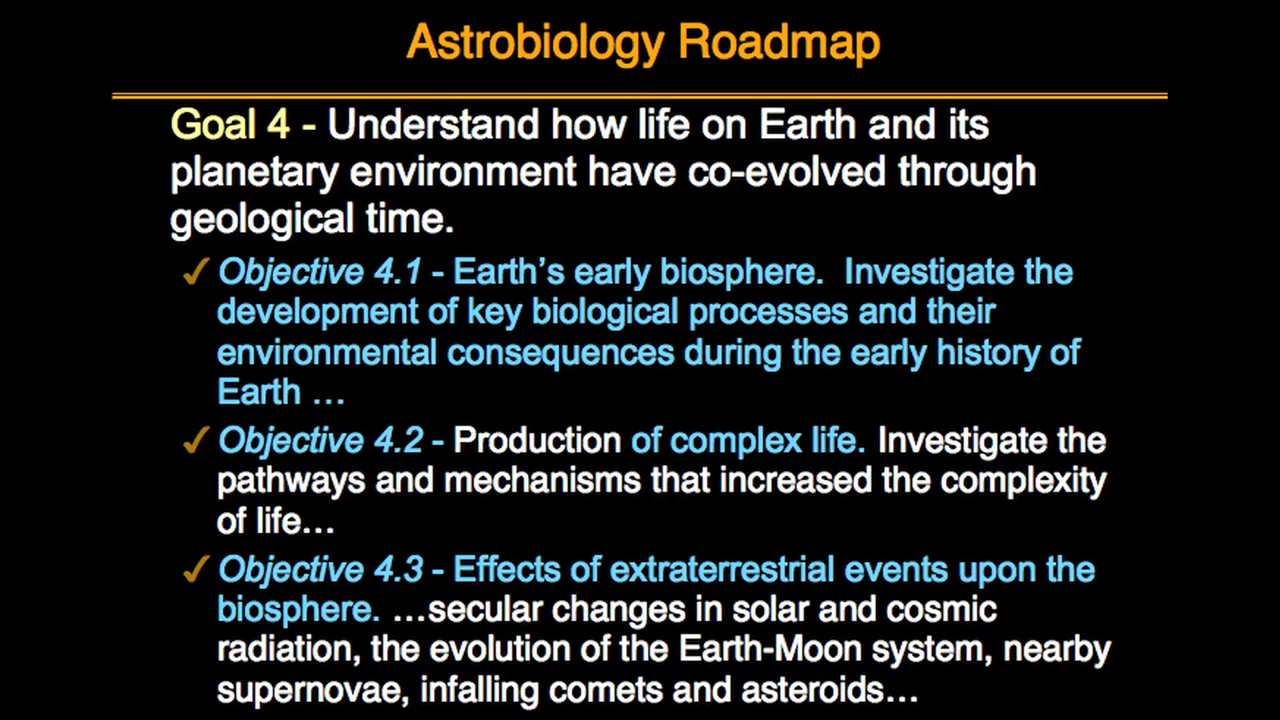 Astrobiology Roadmap
Goal 4 - Understand how life on Earth and its
planetary environment have co-evolved through
geological time.
✓ Objective 4.1 - Earth’s early biosphere.  Investigate the
development of key biological processes and their
environmental consequences during the early history of
Earth …
✓ Objective 4.2 - Production of complex life. Investigate the
pathways and mechanisms that increased the complexity
of life…
✓ Objective 4.3 - Effects of extraterrestrial events upon the
biosphere. …secular changes in solar and cosmic
radiation, the evolution of the Earth-Moon system, nearby
supernovae, infalling comets and asteroids…